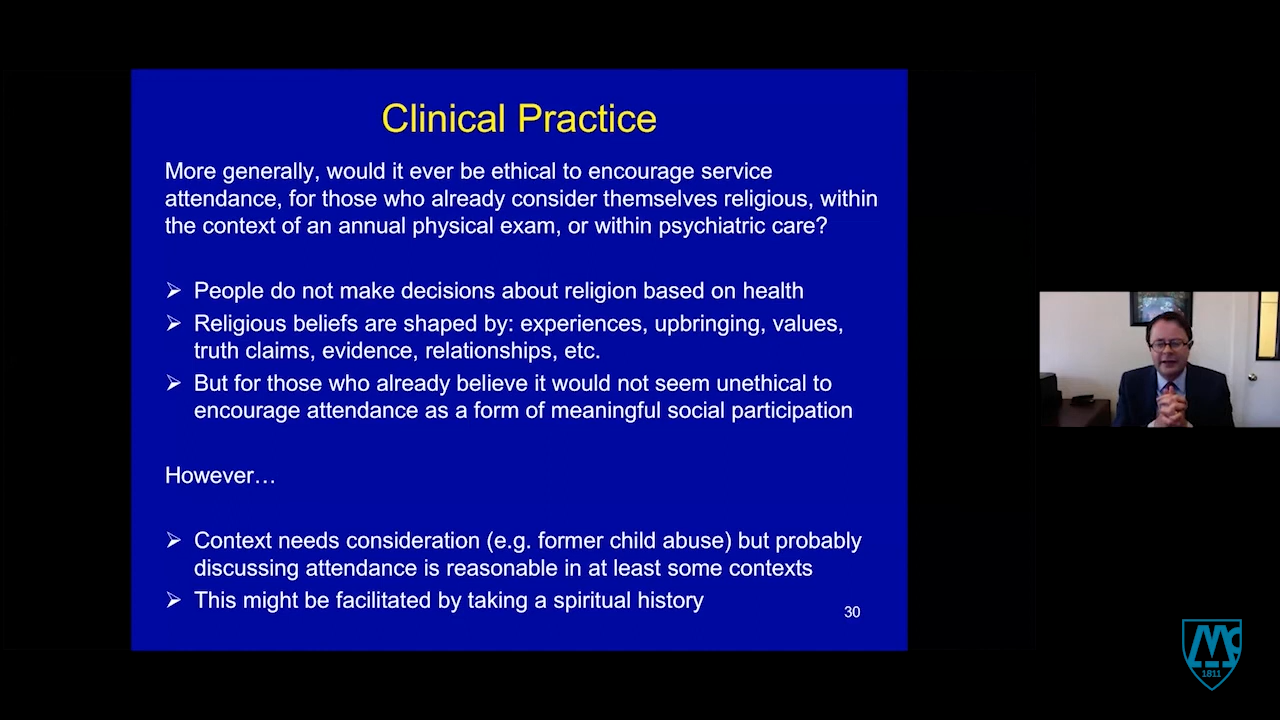 Clinical Practice
More generally, would it ever be ethical to encourage service
attendance, for those who already consider themselves religious, within
the context of an annual physical exam, or within psychiatric care?
➢ People do not make decisions about religion based on health
➢ Religious beliefs are shaped by: experiences, upbringing, values,
truth claims, evidence, relationships, etc.
➢ But for those who already believe it would not seem unethical to
encourage attendance as a form of meaningful social participation
However…
➢ Context needs consideration (e.g. former child abuse) but probably
discussing attendance is reasonable in at least some contexts
➢ This might be facilitated by taking a spiritual history
30
Mc
1811